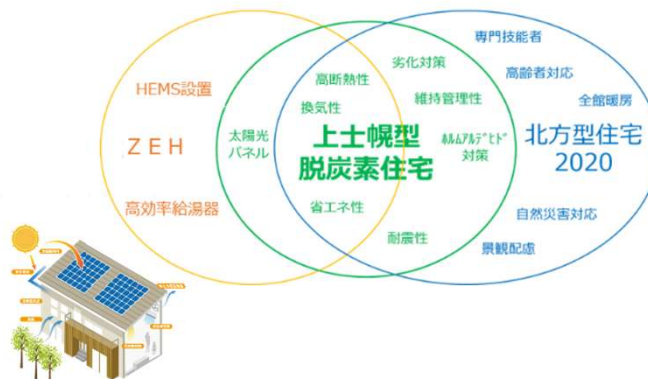 専門技能者
劣化対策
高齢者対応
高断熱性
HEMS設置
維持管理性
全館暖房
換気性
太陽光
パネル
ZEH
上士幌型
脱炭素住宅
ホルムアルデヒド
対策
北方型住宅
2020
高効率給湯器
省エネ性
自然災害対応
耐震性
景観配慮